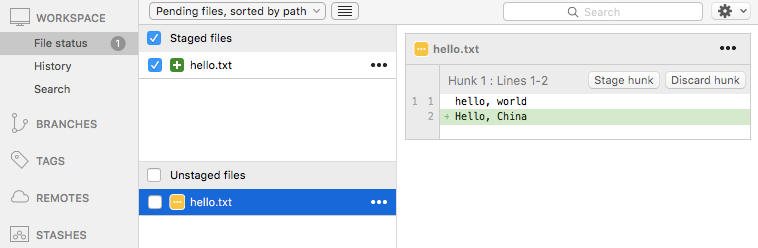 WORKSPACE
File status 1
History
Search
BRANCHES
TAGS
REMOTES
STASHES
Pending files, sorted by path
Search
Staged files
hello.txt
Unstaged files
hello.txt
hello.txt
Hunk 1 : Lines 1-2
Stage hunk
Discard hunk
1 1 hello, world
2 + Hello, China